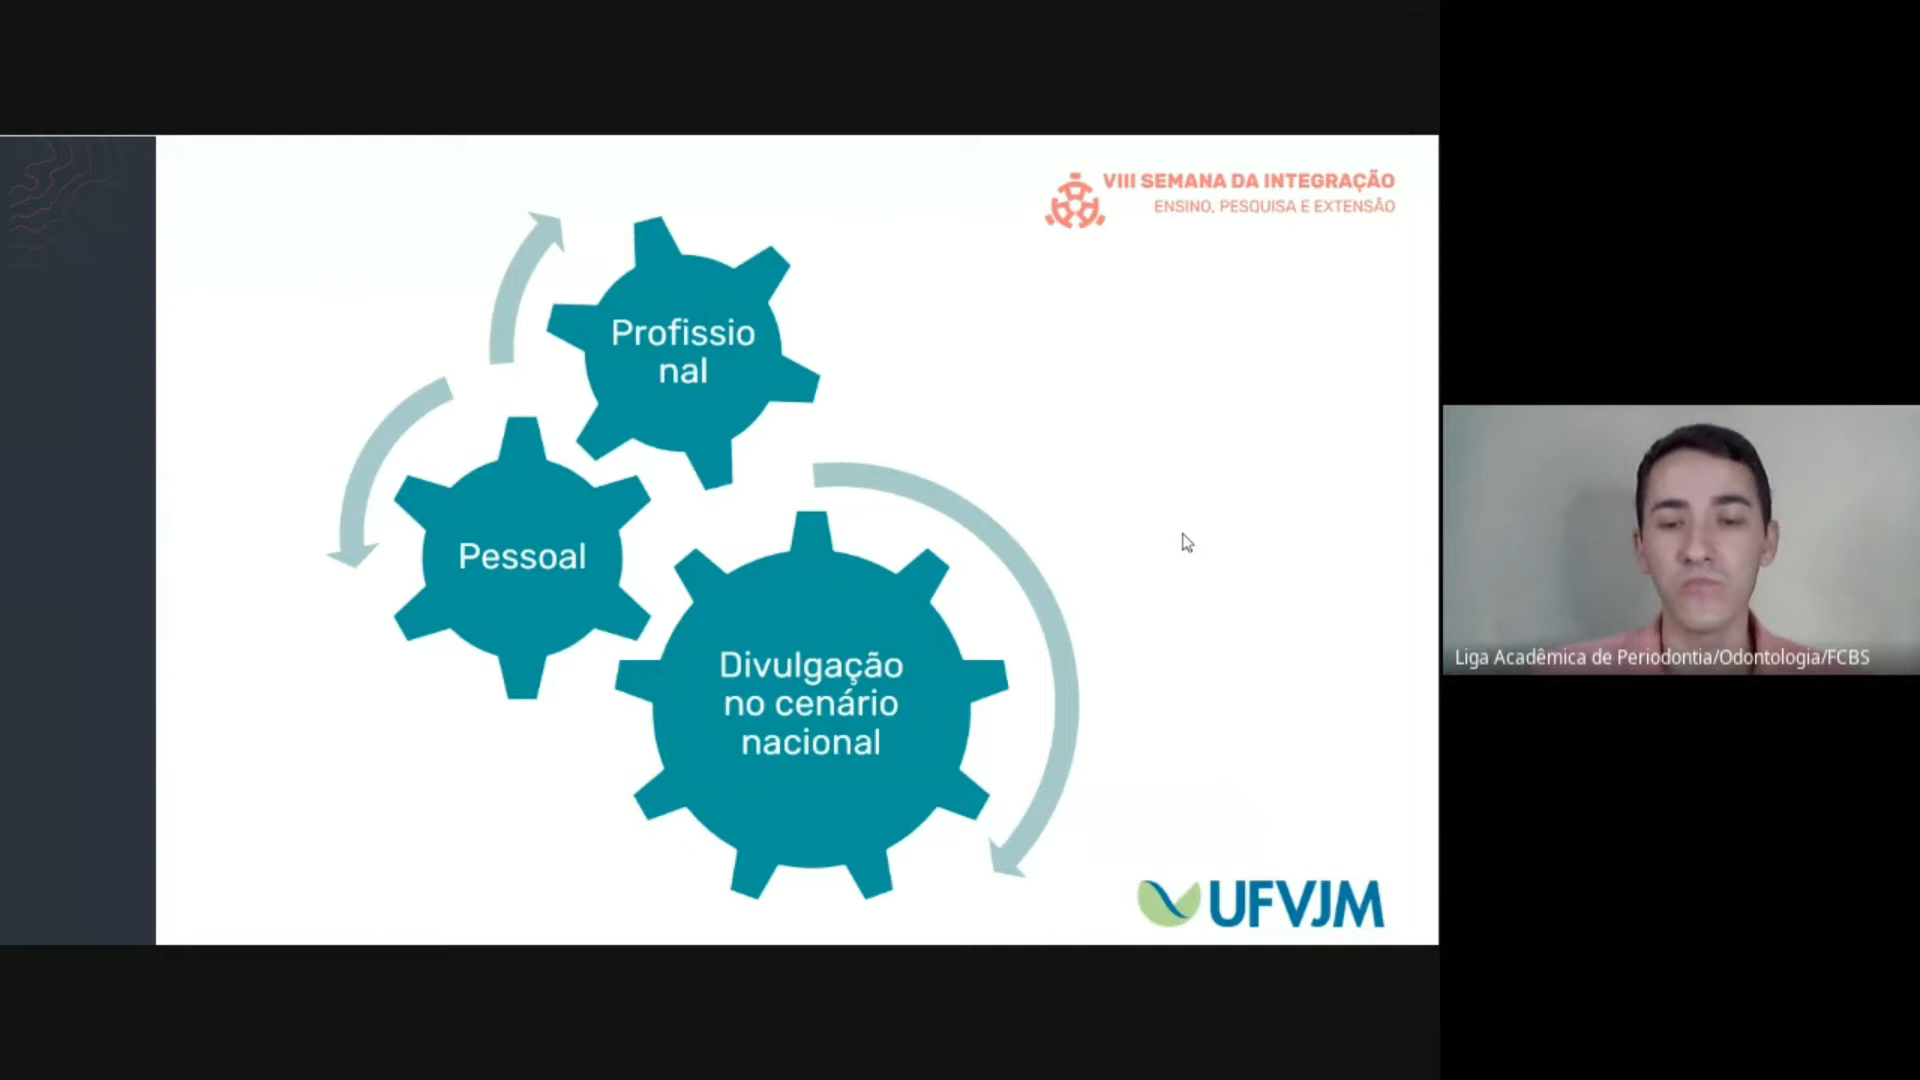 VIII SEMANA DA INTEGRAÇÃO
ENSINO, PESQUISA E EXTENSÃO
Profissio
nal
Pessoal
Divulgação
no cenário
nacional
UFVJM
Liga Acadêmica de Periodontia/Odontologia/FCBS